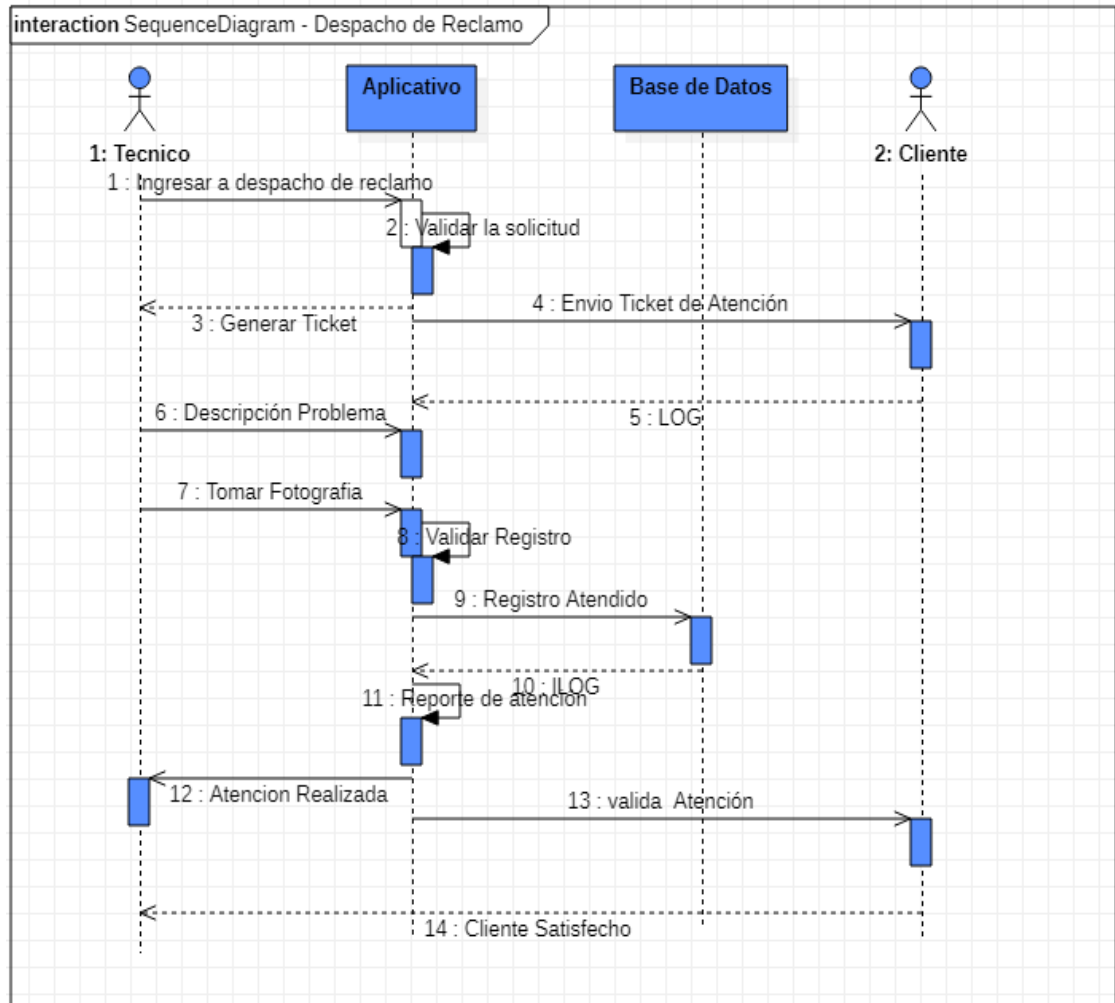 interaction SequenceDiagram - Despacho de Reclamo
Aplicativo
Base de Datos
1: Tecnico
2: Cliente
1 : Ingresar a despacho de reclamo
2 : Validar la solicitud
3 : Generar Ticket
4 : Envio Ticket de Atención
5 : LOG
6 : Descripción Problema
7 : Tomar Fotografia
8 : Validar Registro
9 : Registro Atendido
10 : ILOG
11 : Reporte de atención
12 : Atencion Realizada
13 : valida Atención
14 : Cliente Satisfecho